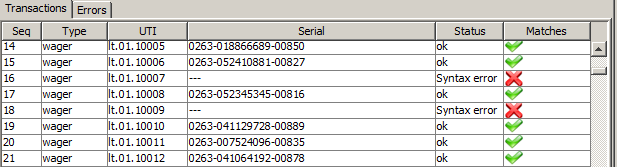 Transactions Errors
Seq Type UTI Serial Status Matches
14 wager lt.01.10005 0263-018866689-00850 ok
15 wager lt.01.10006 0263-052410881-00827 ok
16 wager lt.01.10007 --- Syntax error
17 wager lt.01.10008 0263-052345345-00816 ok
18 wager lt.01.10009 --- Syntax error
19 wager lt.01.10010 0263-041129728-00889 ok
20 wager lt.01.10011 0263-007524096-00835 ok
21 wager lt.01.10012 0263-041064192-00878 ok